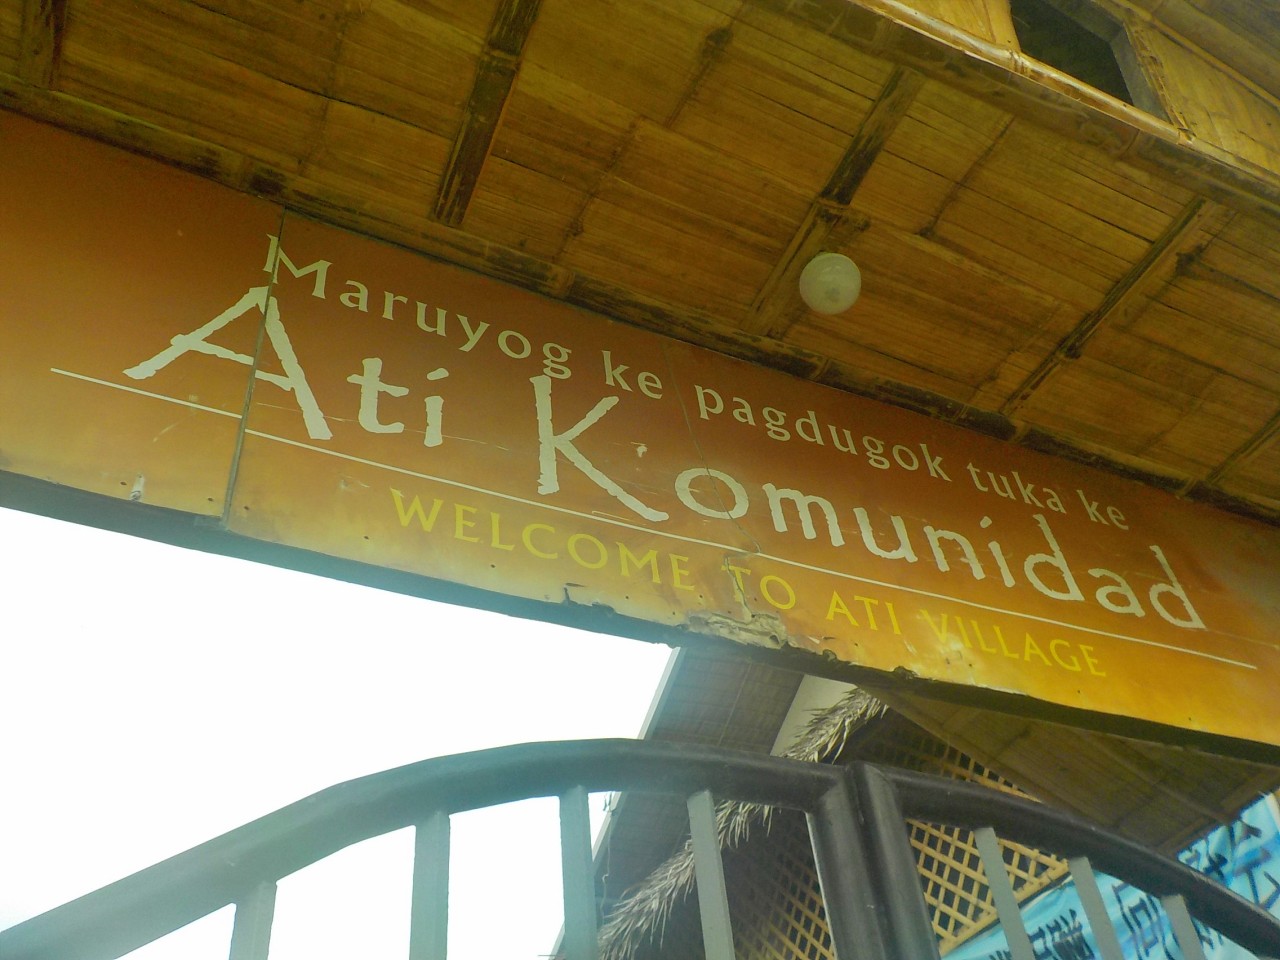 Maruyog ke pagdugok tuka ke
Ati Komunidad
WELCOME TO ATI VILLAGE